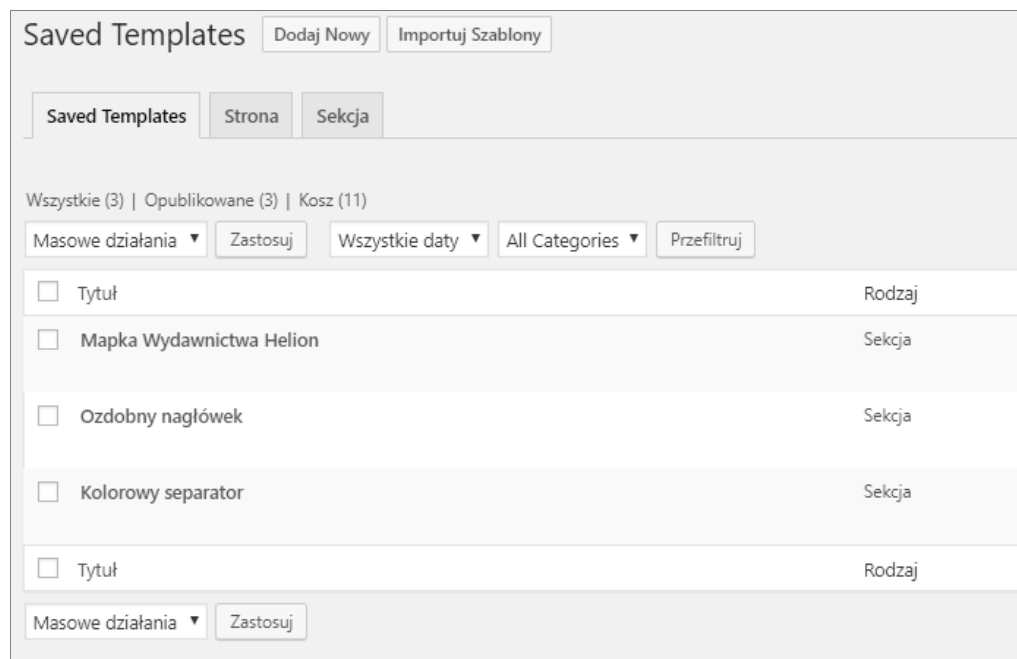 Saved Templates Dodaj Nowy Importuj Szablony
Saved Templates Strona Sekcja
Wszystkie (3) | Opublikowane (3) | Kosz (11)
Masowe działania Zastosuj Wszystkie daty All Categories Przefiltruj
Tytuł Rodzaj
Mapka Wydawnictwa Helion Sekcja
Ozdobny nagłówek Sekcja
Kolorowy separator Sekcja
Tytuł Rodzaj
Masowe działania Zastosuj